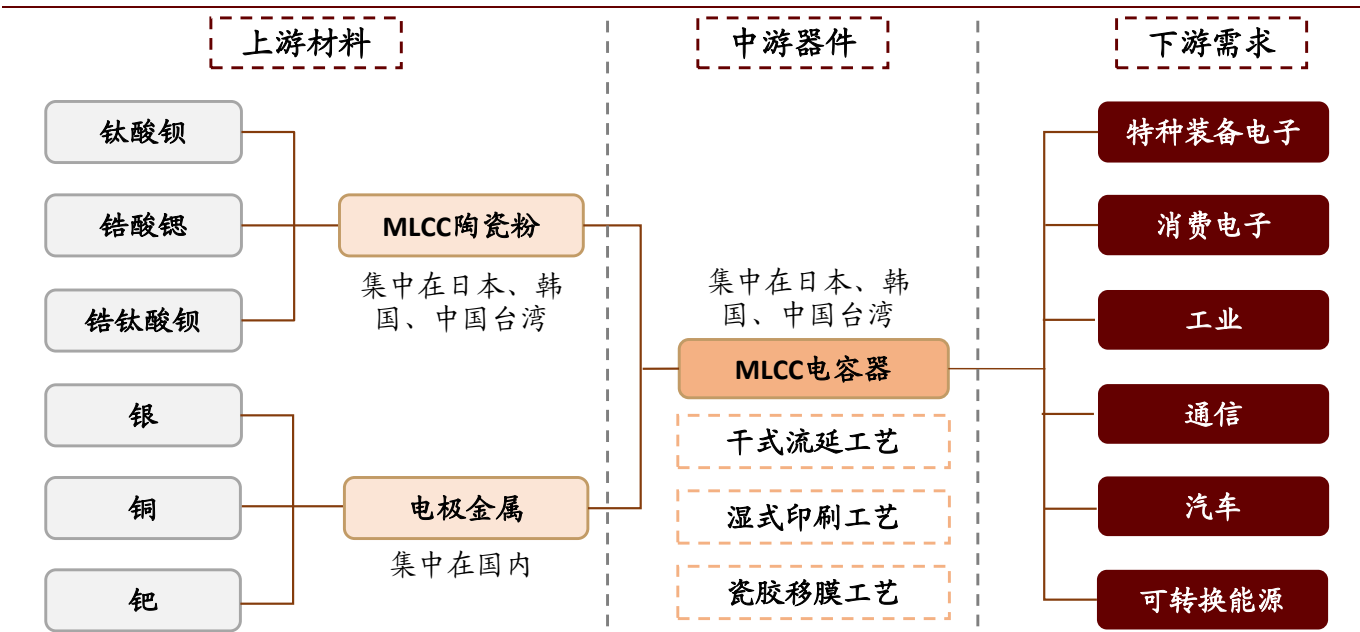 上游材料
中游器件
下游需求
钛酸钡
锆酸锶
锆钛酸钡
银
铜
钯
MLCC陶瓷粉
集中在日本、韩
国、中国台湾
电极金属
集中在国内
集中在日本、韩
国、中国台湾
MLCC电容器
干式流延工艺
湿式印刷工艺
瓷胶移膜工艺
特种装备电子
消费电子
工业
通信
汽车
可转换能源